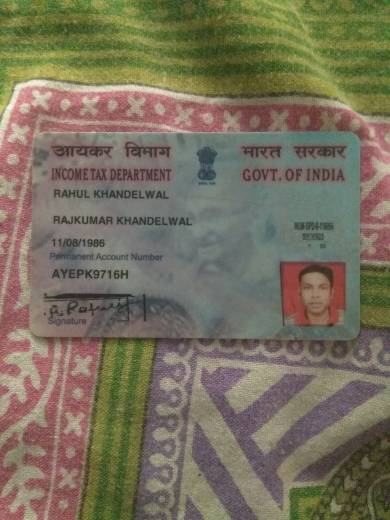 आयकर विभाग
भारत सरकार
INCOME TAX DEPARTMENT
GOVT. OF INDIA
RAHUL KHANDELWAL
RAJKUMAR KHANDELWAL
11/08/1986
Permanent Account Number
AYEPK9716H
Signature